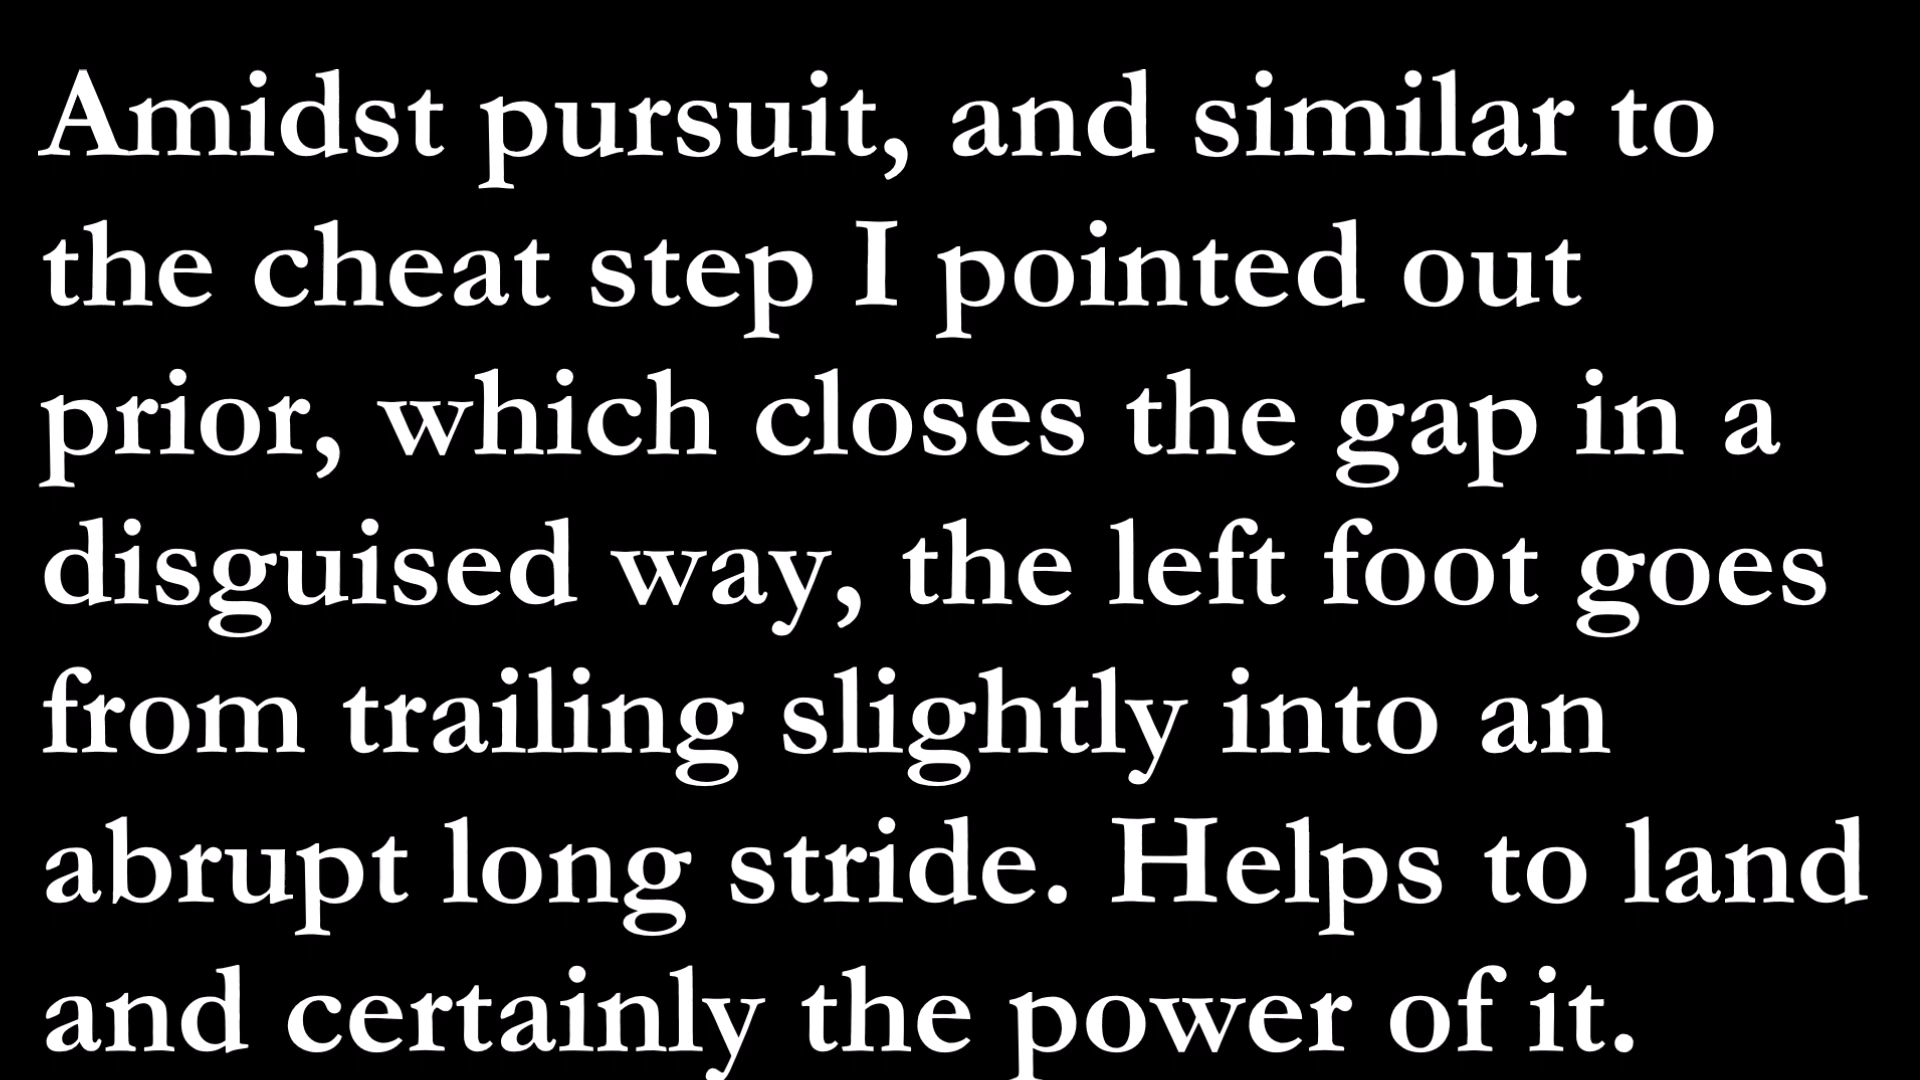 Amidst pursuit, and similar to
the cheat step I pointed out
prior, which closes the gap in a
disguised way, the left foot goes
from trailing slightly into an
abrupt long stride. Helps to land
and certainly the power of it.